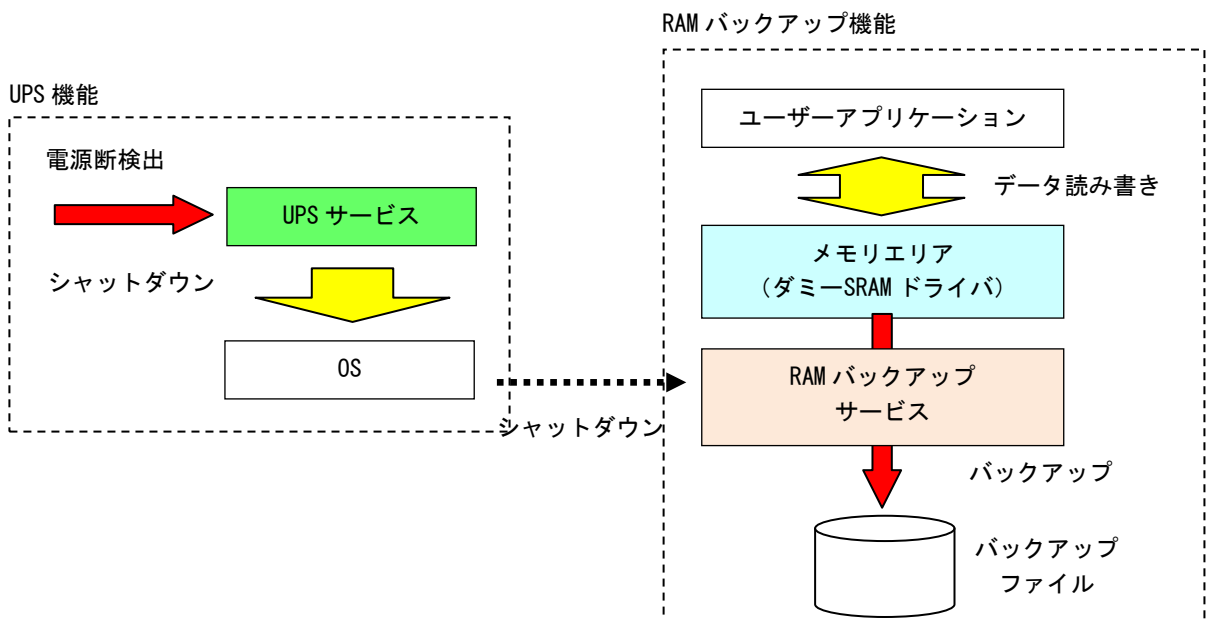 RAM バックアップ機能
UPS 機能
電源断検出
UPS サービス
シャットダウン
OS
シャットダウン
ユーザーアプリケーション
データ読み書き
メモリエリア
（ダミーSRAM ドライバ）
RAM バックアップ
サービス
バックアップ
バックアップ
ファイル